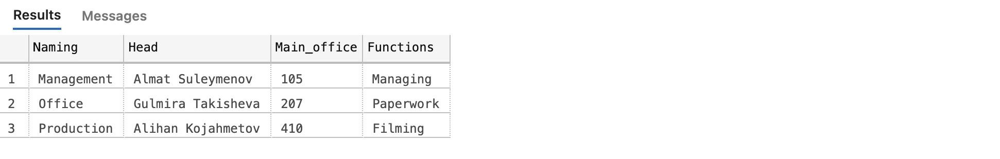 Results Messages
Naming Head Main_office Functions
1 Management Almat Suleymenov 105 Managing
2 Office Gulmira Takisheva 207 Paperwork
3 Production Alihan Kojahmetov 410 Filming